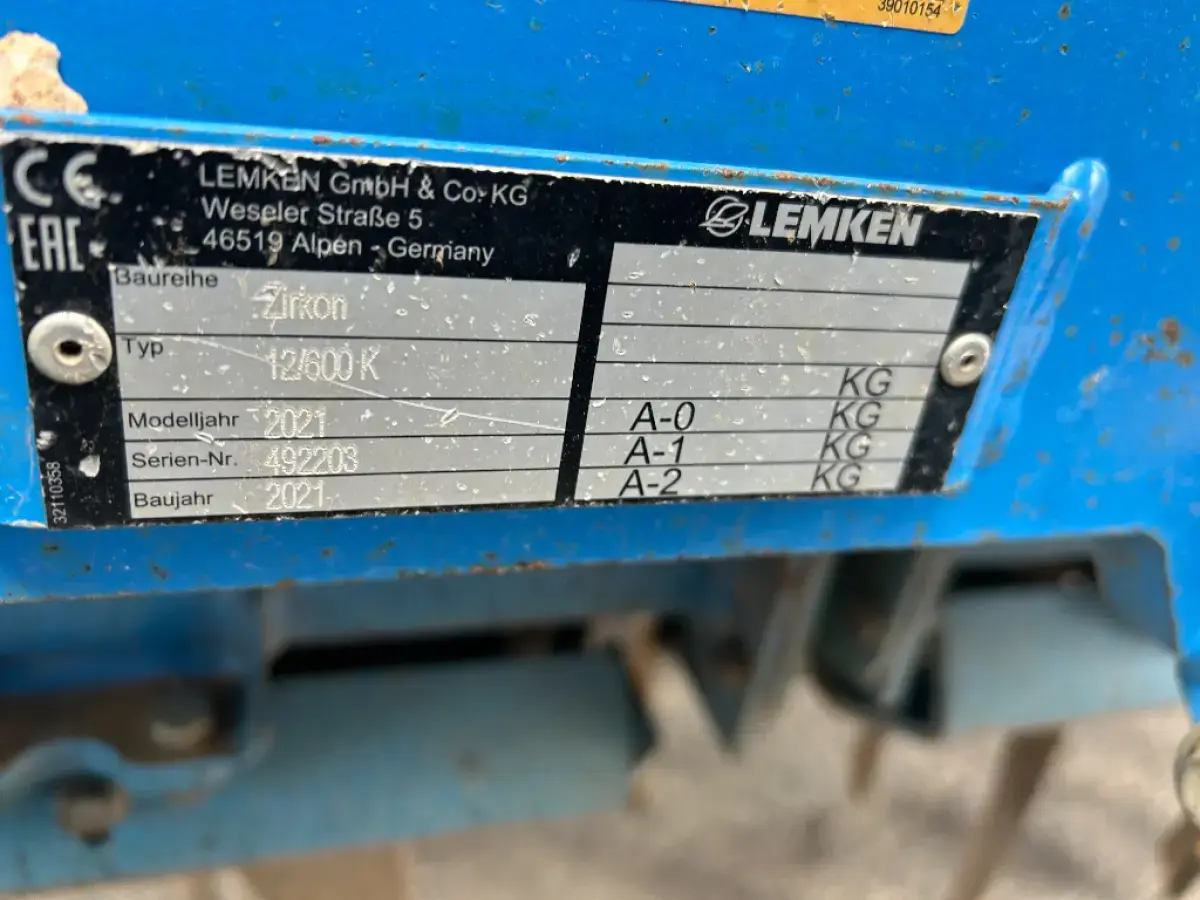 39010154
CE
EAC
LEMKEN GmbH & Co. KG
Weseler Straße 5
46519 Alpen - Germany
LEMKEN
Baureihe Zirkon
Typ 12/600 K
Modelljahr 2021
Serien-Nr. 492203
Baujahr 2021
KG
A-0 KG
A-1 KG
A-2 KG
32110358